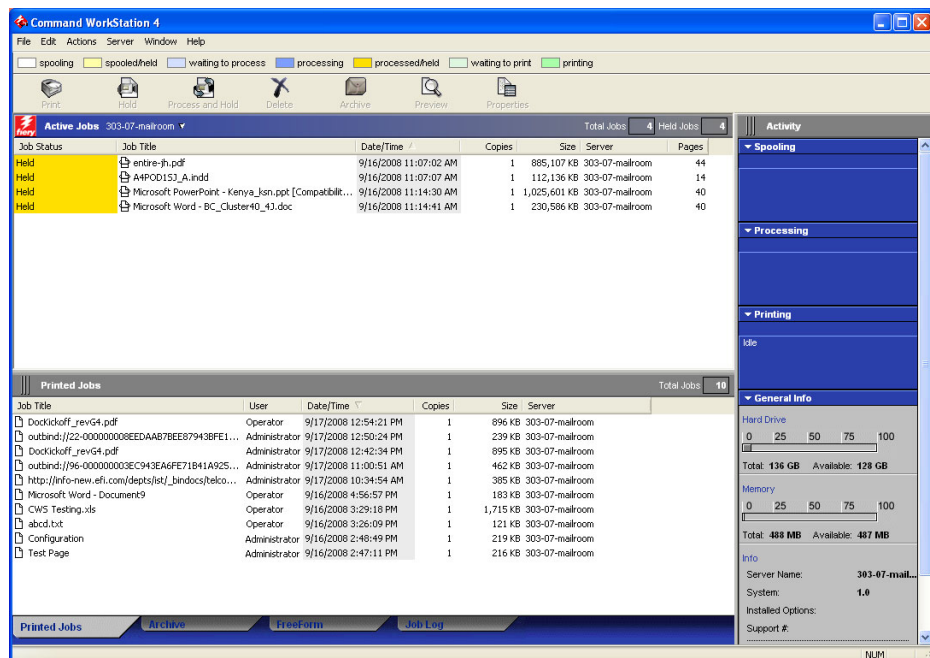 Command WorkStation 4
File Edit Actions Server Window Help
spooling spooled/held waiting to process processing processed/held waiting to print printing
Print Hold Process and Hold Delete Archive Preview Properties
fiery Active Jobs 303-07-mailroom Total Jobs 4 Held Jobs 4
Job Status Job Title Date/Time Copies Size Server Pages
Held entire-jh.pdf 9/16/2008 11:07:02 AM 1 885,107 KB 303-07-mailroom 44
Held A4POD15J_A.indd 9/16/2008 11:07:07 AM 1 112,136 KB 303-07-mailroom 14
Held Microsoft PowerPoint - Kenya_ksn.ppt [Compatibilit... 9/16/2008 11:14:30 AM 1 1,025,601 KB 303-07-mailroom 40
Held Microsoft Word - BC_Cluster40_4J.doc 9/16/2008 11:14:41 AM 1 230,586 KB 303-07-mailroom 40
Printed Jobs Total Jobs 10
Job Title User Date/Time Copies Size Server
DocKickoff_revG4.pdf Operator 9/17/2008 12:54:21 PM 1 896 KB 303-07-mailroom
outbind://22-000000008EEDAAB7BEE87943BFE1... Administrator 9/17/2008 12:50:24 PM 1 239 KB 303-07-mailroom
DocKickoff_revG4.pdf Administrator 9/17/2008 12:42:34 PM 1 895 KB 303-07-mailroom
outbind://96-000000003EC943EA6FE71B41A925... Administrator 9/17/2008 11:00:51 AM 1 462 KB 303-07-mailroom
http://info-new.efi.com/depts/ist/_bindocs/telco... Administrator 9/17/2008 10:34:54 AM 1 385 KB 303-07-mailroom
Microsoft Word - Document9 Operator 9/16/2008 4:56:57 PM 1 183 KB 303-07-mailroom
CWS Testing.xls Operator 9/16/2008 3:29:18 PM 1 1,715 KB 303-07-mailroom
abcd.txt Operator 9/16/2008 3:26:09 PM 1 121 KB 303-07-mailroom
Configuration Administrator 9/16/2008 2:48:49 PM 1 219 KB 303-07-mailroom
Test Page Administrator 9/16/2008 2:47:11 PM 1 216 KB 303-07-mailroom
Printed Jobs Archive FreeForm Job Log
Activity
Spooling
Processing
Printing
Idle
General Info
Hard Drive
0 25 50 75 100
Total: 136 GB Available: 128 GB
Memory
0 25 50 75 100
Total: 488 MB Available: 487 MB
Info
Server Name: 303-07-mail...
System: 1.0
Installed Options:
Support #:
NUM